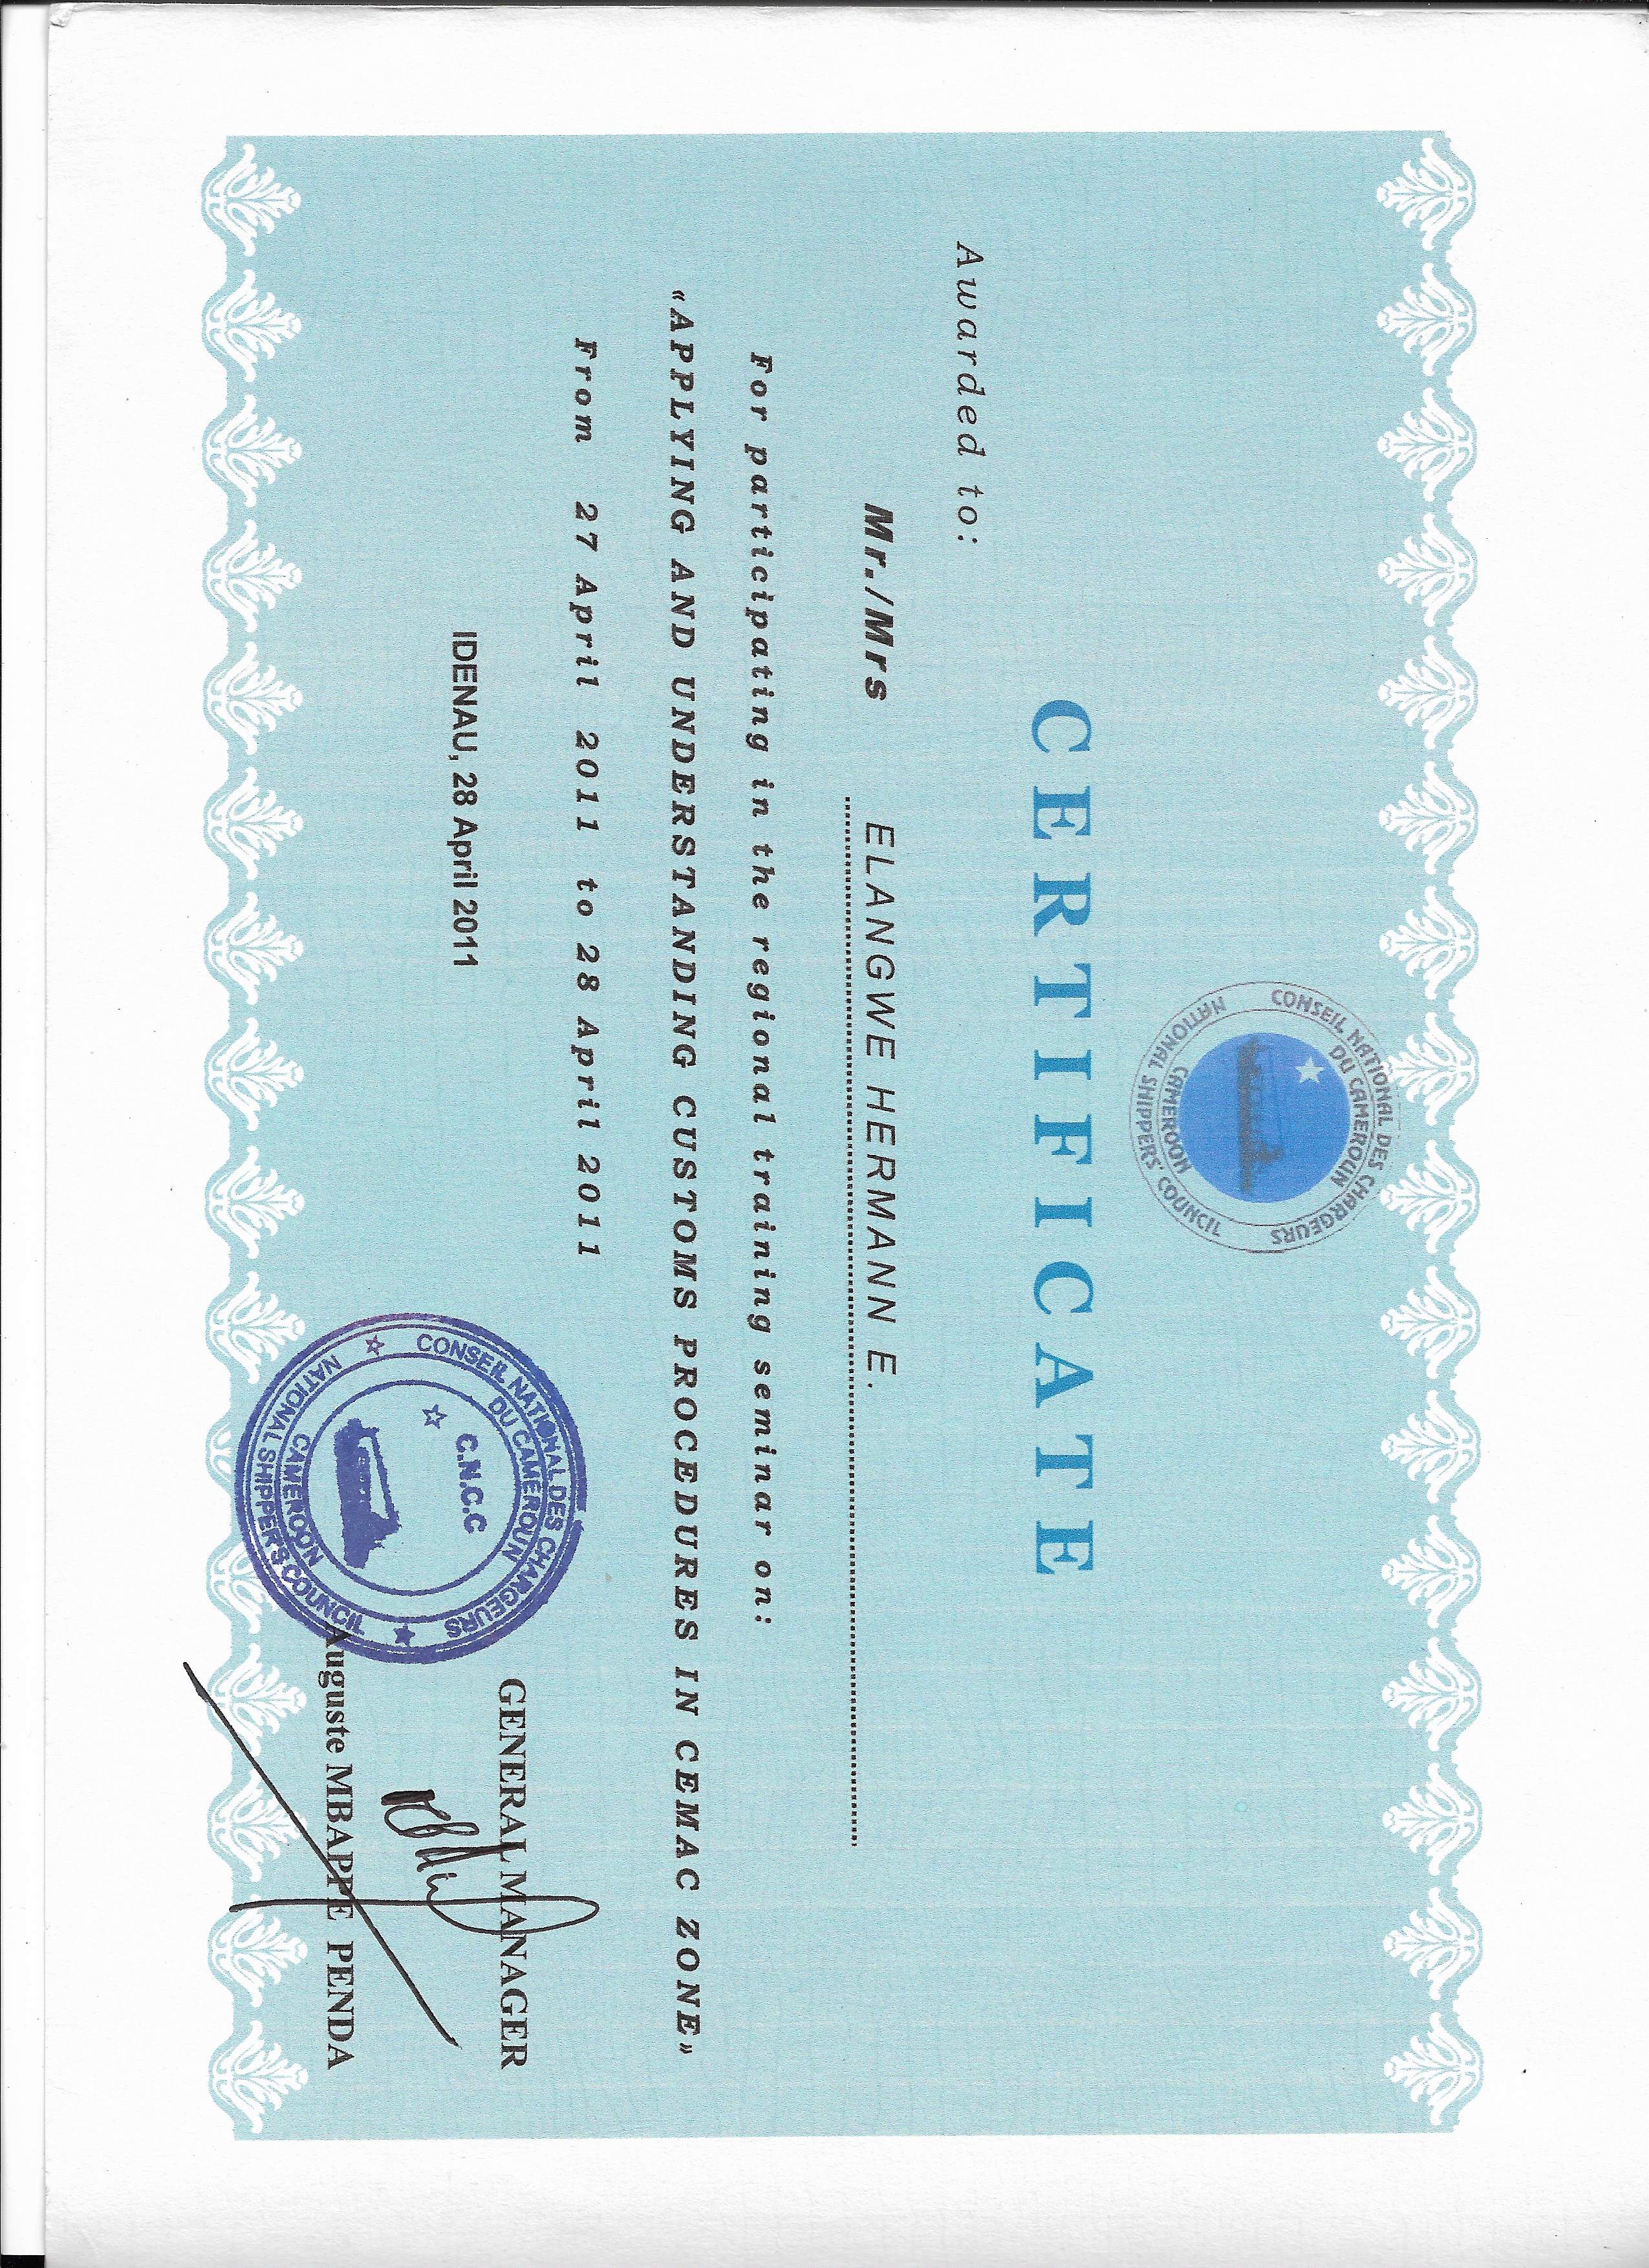 CONSEIL NATIONAL DES CHARGEURS
DU CAMEROUN
CAMEROON
NATIONAL SHIPPERS' COUNCIL
CERTIFICATE
Awarded to:
Mr./Mrs ELANGWE HERMANN E.
For participating in the regional training seminar on:
«APPLYING AND UNDERSTANDING CUSTOMS PROCEDURES IN CEMAC ZONE»
From 27 April 2011 to 28 April 2011
IDENAU, 28 April 2011
CONSEIL NATIONAL DES CHARGEURS
DU CAMEROUN
C.N.C.C
CAMEROON
NATIONAL SHIPPER'S COUNCIL
GENERAL MANAGER
Auguste MBAPPE PENDA